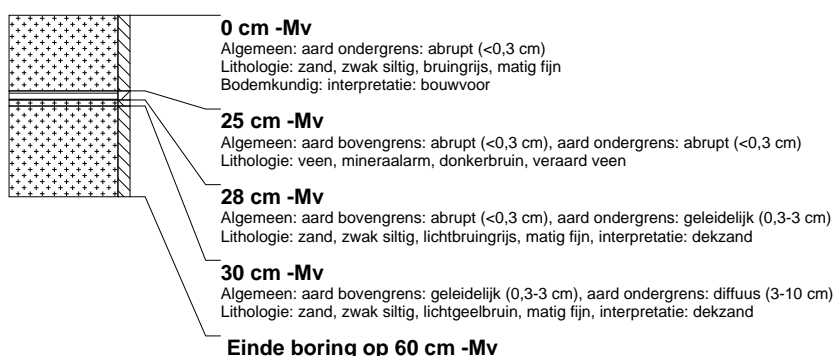 0 cm -Mv
Algemeen: aard ondergrens: abrupt (<0,3 cm)
Lithologie: zand, zwak siltig, bruingrijs, matig fijn
Bodemkundig: interpretatie: bouwvoor
25 cm -Mv
Algemeen: aard bovengrens: abrupt (<0,3 cm), aard ondergrens: abrupt (<0,3 cm)
Lithologie: veen, mineraalarm, donkerbruin, veraard veen
28 cm -Mv
Algemeen: aard bovengrens: abrupt (<0,3 cm), aard ondergrens: geleidelijk (0,3-3 cm)
Lithologie: zand, zwak siltig, lichtbruingrijs, matig fijn, interpretatie: dekzand
30 cm -Mv
Algemeen: aard bovengrens: geleidelijk (0,3-3 cm), aard ondergrens: diffuus (3-10 cm)
Lithologie: zand, zwak siltig, lichtgeelbruin, matig fijn, interpretatie: dekzand
Einde boring op 60 cm -Mv